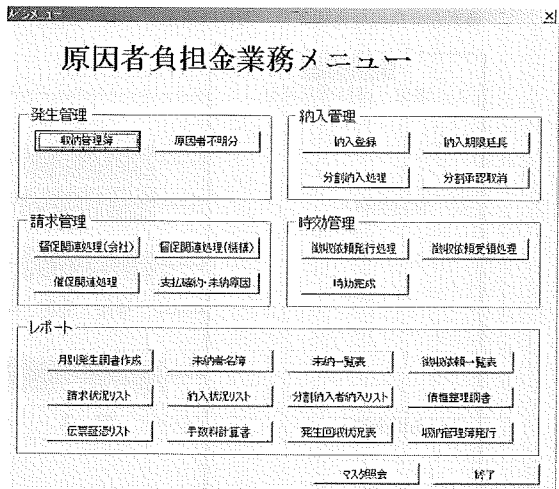 原因者負担金業務メニュー
発生管理
収納管理簿
原因者不明分
納入管理
納入登録
納入期限延長
分割納入処理
分割承認取消
請求管理
督促関連処理(会社)
督促関連処理(機構)
催促関連処理
支払確約・未納原因
時効管理
徴収依頼発行処理
徴収依頼受領処理
時効完成
レポート
月別発生調書作成
未納者名簿
未納一覧表
徴収依頼一覧表
請求状況リスト
納入状況リスト
分割納入者納入リスト
債権整理調書
伝票証憑リスト
手数料計算書
発生回収状況表
収納管理簿発行
マスタ照会
終了